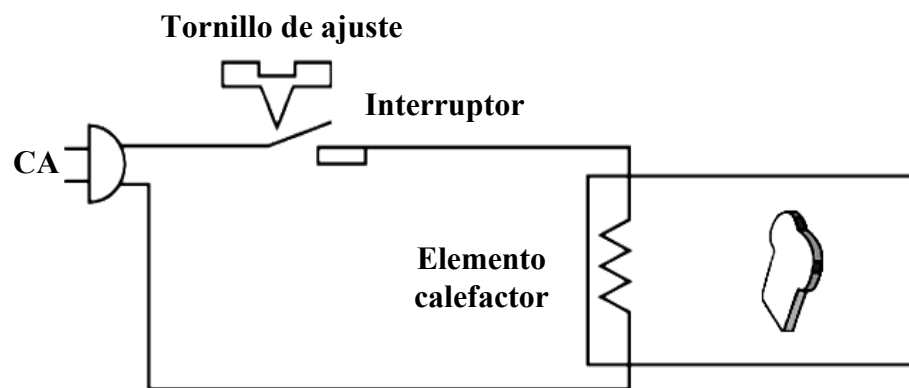 Tornillo de ajuste
Interruptor
CA
Elemento
calefactor